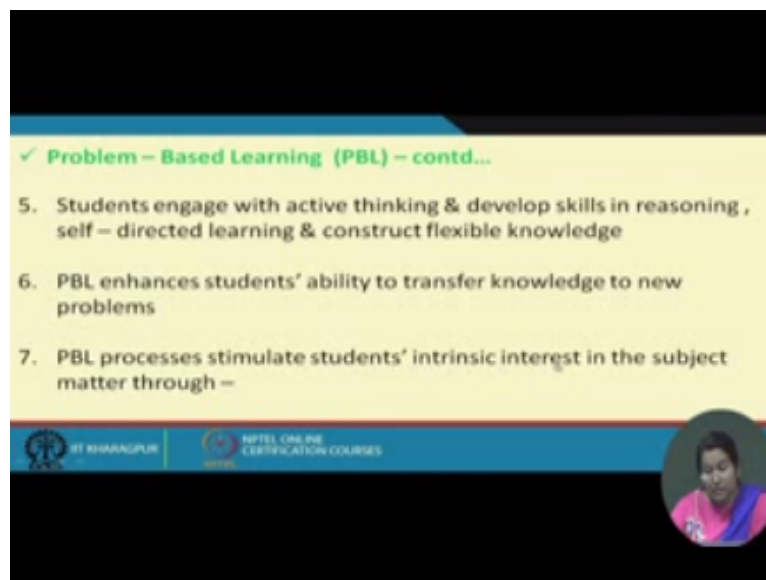 ✓ Problem – Based Learning (PBL) – contd...
5. Students engage with active thinking & develop skills in reasoning ,
self – directed learning & construct flexible knowledge
6. PBL enhances students' ability to transfer knowledge to new
problems
7. PBL processes stimulate students' intrinsic interest in the subject
matter through –
IIT KHARAGPUR
NPTEL
NPTEL ONLINE
CERTIFICATION COURSES